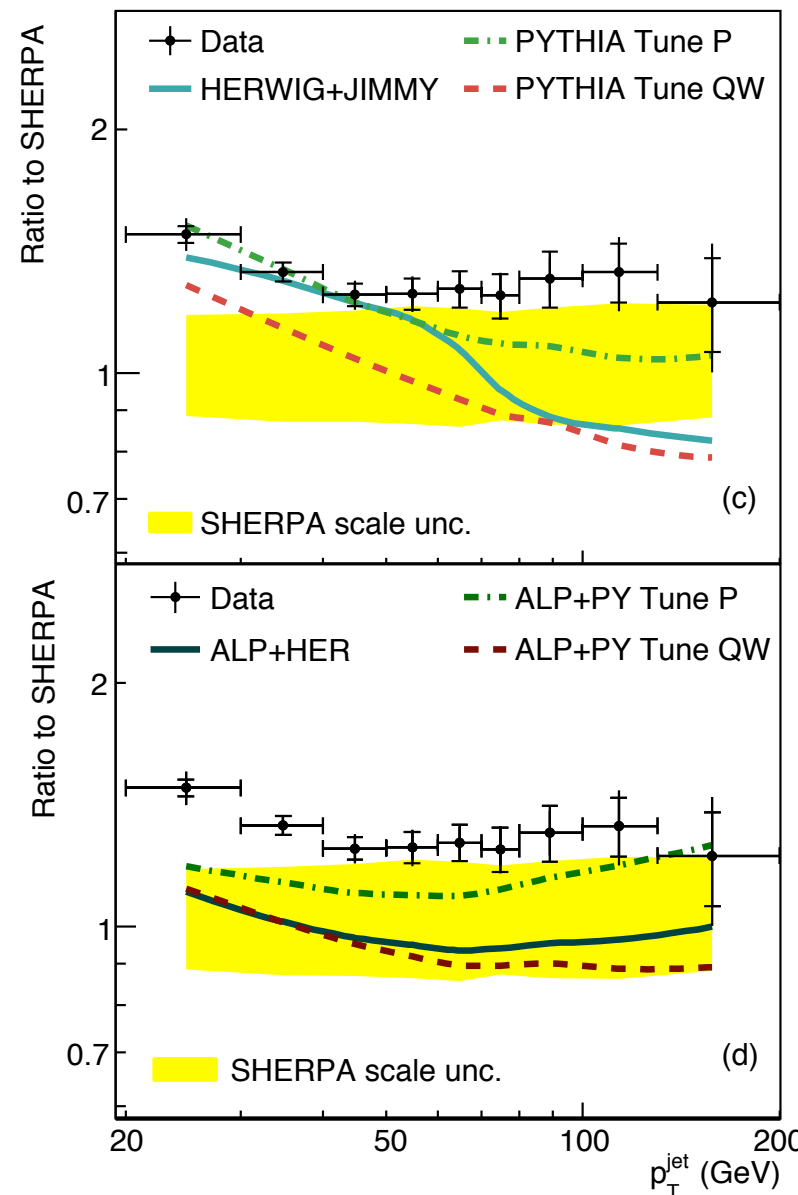 Ratio to SHERPA
Data
PYTHIA Tune P
HERWIG+JIMMY
PYTHIA Tune QW
2
1
0.7
SHERPA scale unc.
(c)
Ratio to SHERPA
Data
ALP+PY Tune P
ALP+HER
ALP+PY Tune QW
2
1
0.7
SHERPA scale unc.
(d)
20 50 100 200
p_T^jet (GeV)